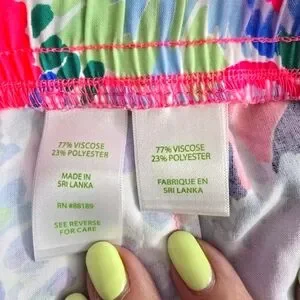 77% VISCOSE
23% POLYESTER
MADE IN
SRI LANKA
RN #88189
SEE REVERSE
FOR CARE
77% VISCOSE
23% POLYESTER
FABRIQUE EN
SRI LANKA